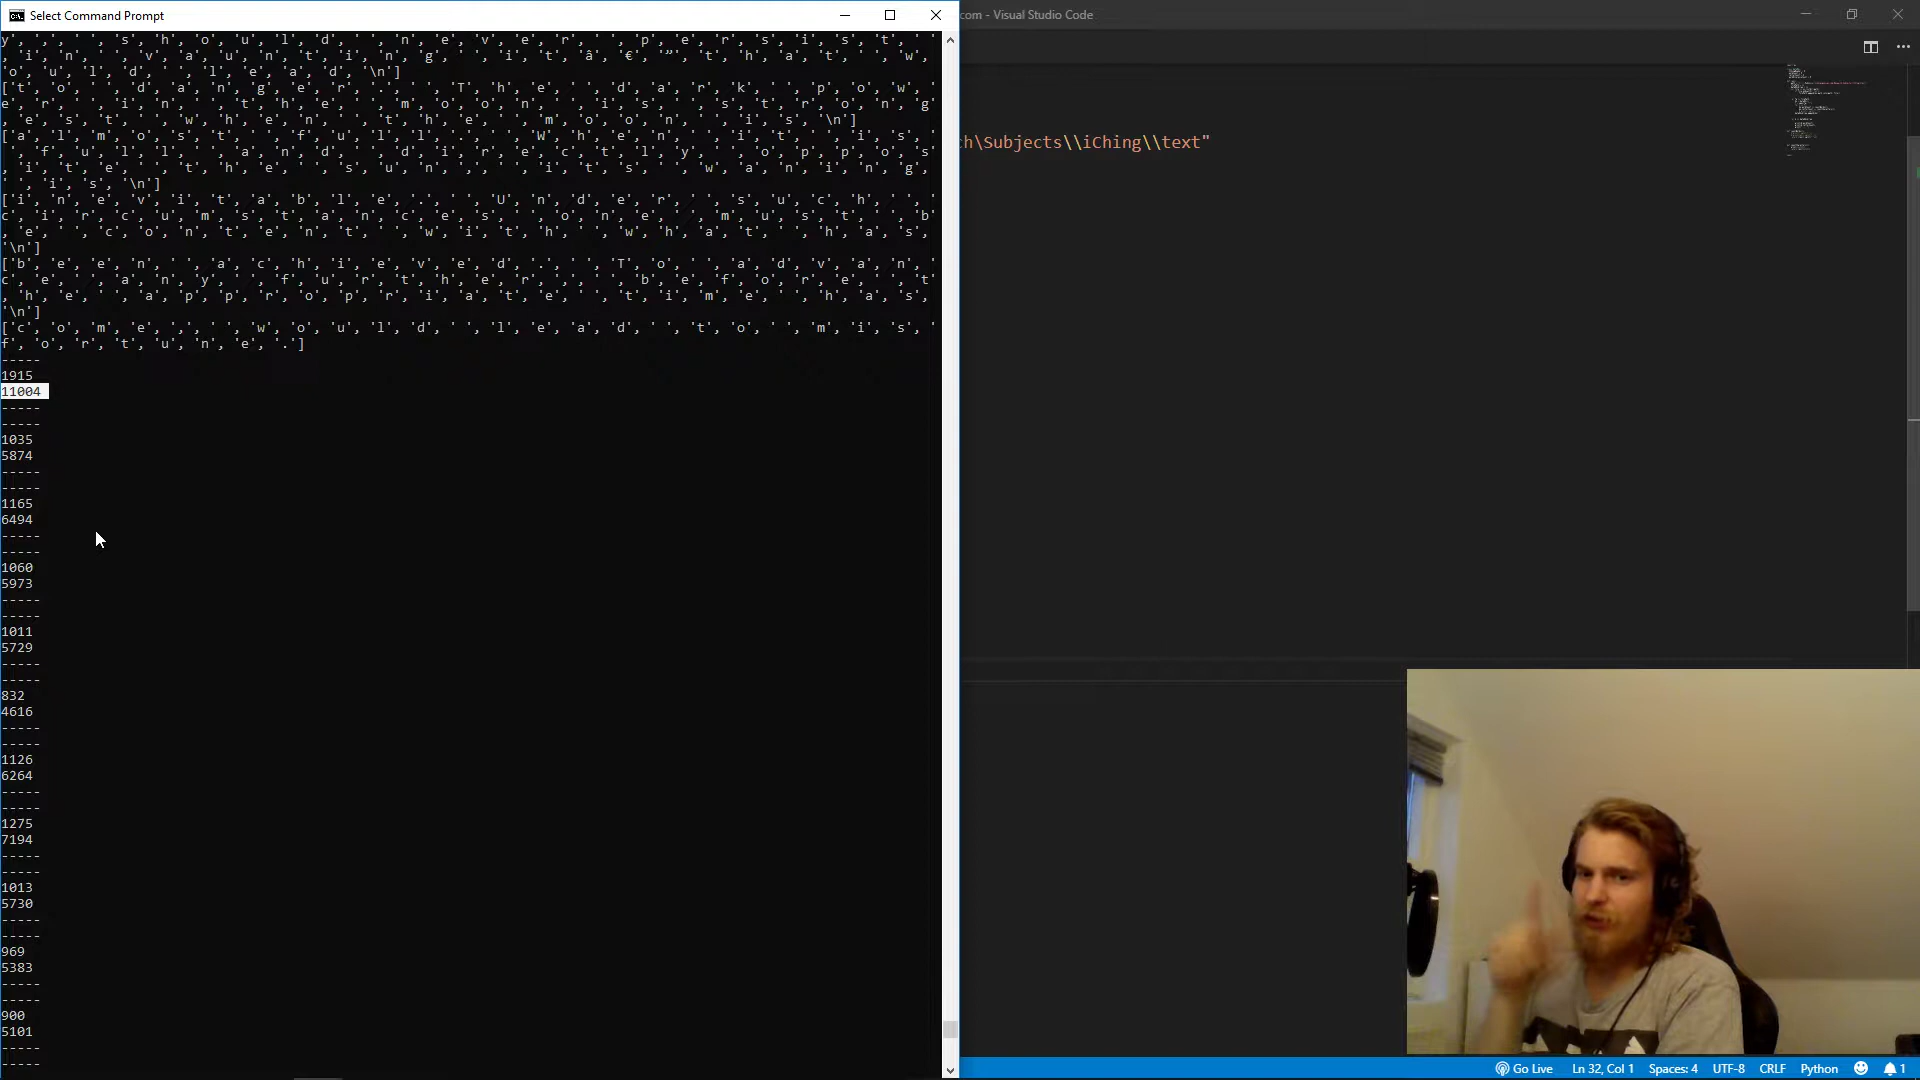 Select Command Prompt
com - Visual Studio Code
y', ',', ' ', 's', 'h', 'o', 'u', 'l', 'd', ' ', 'n', 'e', 'v', 'e', 'r', ' ', 'p', 'e', 'r', 's', 'i', 's', 't', ' '
, 'i', 'n', ' ', 'v', 'a', 'u', 'n', 't', 'i', 'n', 'g', ' ', 'i', 't', 'â', '€', '”', 't', 'h', 'a', 't', ' ', 'w',
'o', 'u', 'l', 'd', ' ', 'l', 'e', 'a', 'd', '\n']
['t', 'o', ' ', 'd', 'a', 'n', 'g', 'e', 'r', '.', ' ', 'T', 'h', 'e', ' ', 'd', 'a', 'r', 'k', ' ', 'p', 'o', 'w',
'e', 'r', ' ', 'i', 'n', ' ', 't', 'h', 'e', ' ', 'm', 'o', 'o', 'n', ' ', 'i', 's', ' ', 's', 't', 'r', 'o', 'n', 'g'
, 'e', 's', 't', ' ', 'w', 'h', 'e', 'n', ' ', 't', 'h', 'e', ' ', 'm', 'o', 'o', 'n', ' ', 'i', 's', '\n']
['a', 'l', 'm', 'o', 's', 't', ' ', 'f', 'u', 'l', 'l', '.', ' ', 'W', 'h', 'e', 'n', ' ', 'i', 't', ' ', 'i', 's', '
', 'f', 'u', 'l', 'l', ' ', 'a', 'n', 'd', ' ', 'd', 'i', 'r', 'e', 'c', 't', 'l', 'y', ' ', 'o', 'p', 'p', 'o', 's'
, 'i', 't', 'e', ' ', 't', 'h', 'e', ' ', 's', 'u', 'n', ',', ' ', 'i', 't', 's', ' ', 'w', 'a', 'n', 'i', 'n', 'g',
' ', 'i', 's', '\n']
['i', 'n', 'e', 'v', 'i', 't', 'a', 'b', 'l', 'e', '.', ' ', 'U', 'n', 'd', 'e', 'r', ' ', 's', 'u', 'c', 'h', ' ', '
c', 'i', 'r', 'c', 'u', 'm', 's', 't', 'a', 'n', 'c', 'e', 's', ' ', 'o', 'n', 'e', ' ', 'm', 'u', 's', 't', ' ', 'b'
, 'e', ' ', 'c', 'o', 'n', 't', 'e', 'n', 't', ' ', 'w', 'i', 't', 'h', ' ', 'w', 'h', 'a', 't', ' ', 'h', 'a', 's',
'\n']
['b', 'e', 'e', 'n', ' ', 'a', 'c', 'h', 'i', 'e', 'v', 'e', 'd', '.', ' ', 'T', 'o', ' ', 'a', 'd', 'v', 'a', 'n', '
c', 'e', ' ', 'a', 'n', 'y', ' ', 'f', 'u', 'r', 't', 'h', 'e', 'r', ',', ' ', 'b', 'e', 'f', 'o', 'r', 'e', ' ', 't'
, 'h', 'e', ' ', 'a', 'p', 'p', 'r', 'o', 'p', 'r', 'i', 'a', 't', 'e', ' ', 't', 'i', 'm', 'e', ' ', 'h', 'a', 's',
'\n']
['c', 'o', 'm', 'e', ',', ' ', 'w', 'o', 'u', 'l', 'd', ' ', 'l', 'e', 'a', 'd', ' ', 't', 'o', ' ', 'm', 'i', 's', '
f', 'o', 'r', 't', 'u', 'n', 'e', '.']
-----
1915
11004
-----
-----
1035
5874
-----
-----
1165
6494
-----
-----
1060
5973
-----
-----
1011
5729
-----
-----
832
4616
-----
-----
1126
6264
-----
-----
1275
7194
-----
-----
1013
5730
-----
-----
969
5383
-----
-----
900
5101
-----
-----
ch\Subjects\\iChing\\text"
Go Live Ln 32, Col 1 Spaces: 4 UTF-8 CRLF Python 1